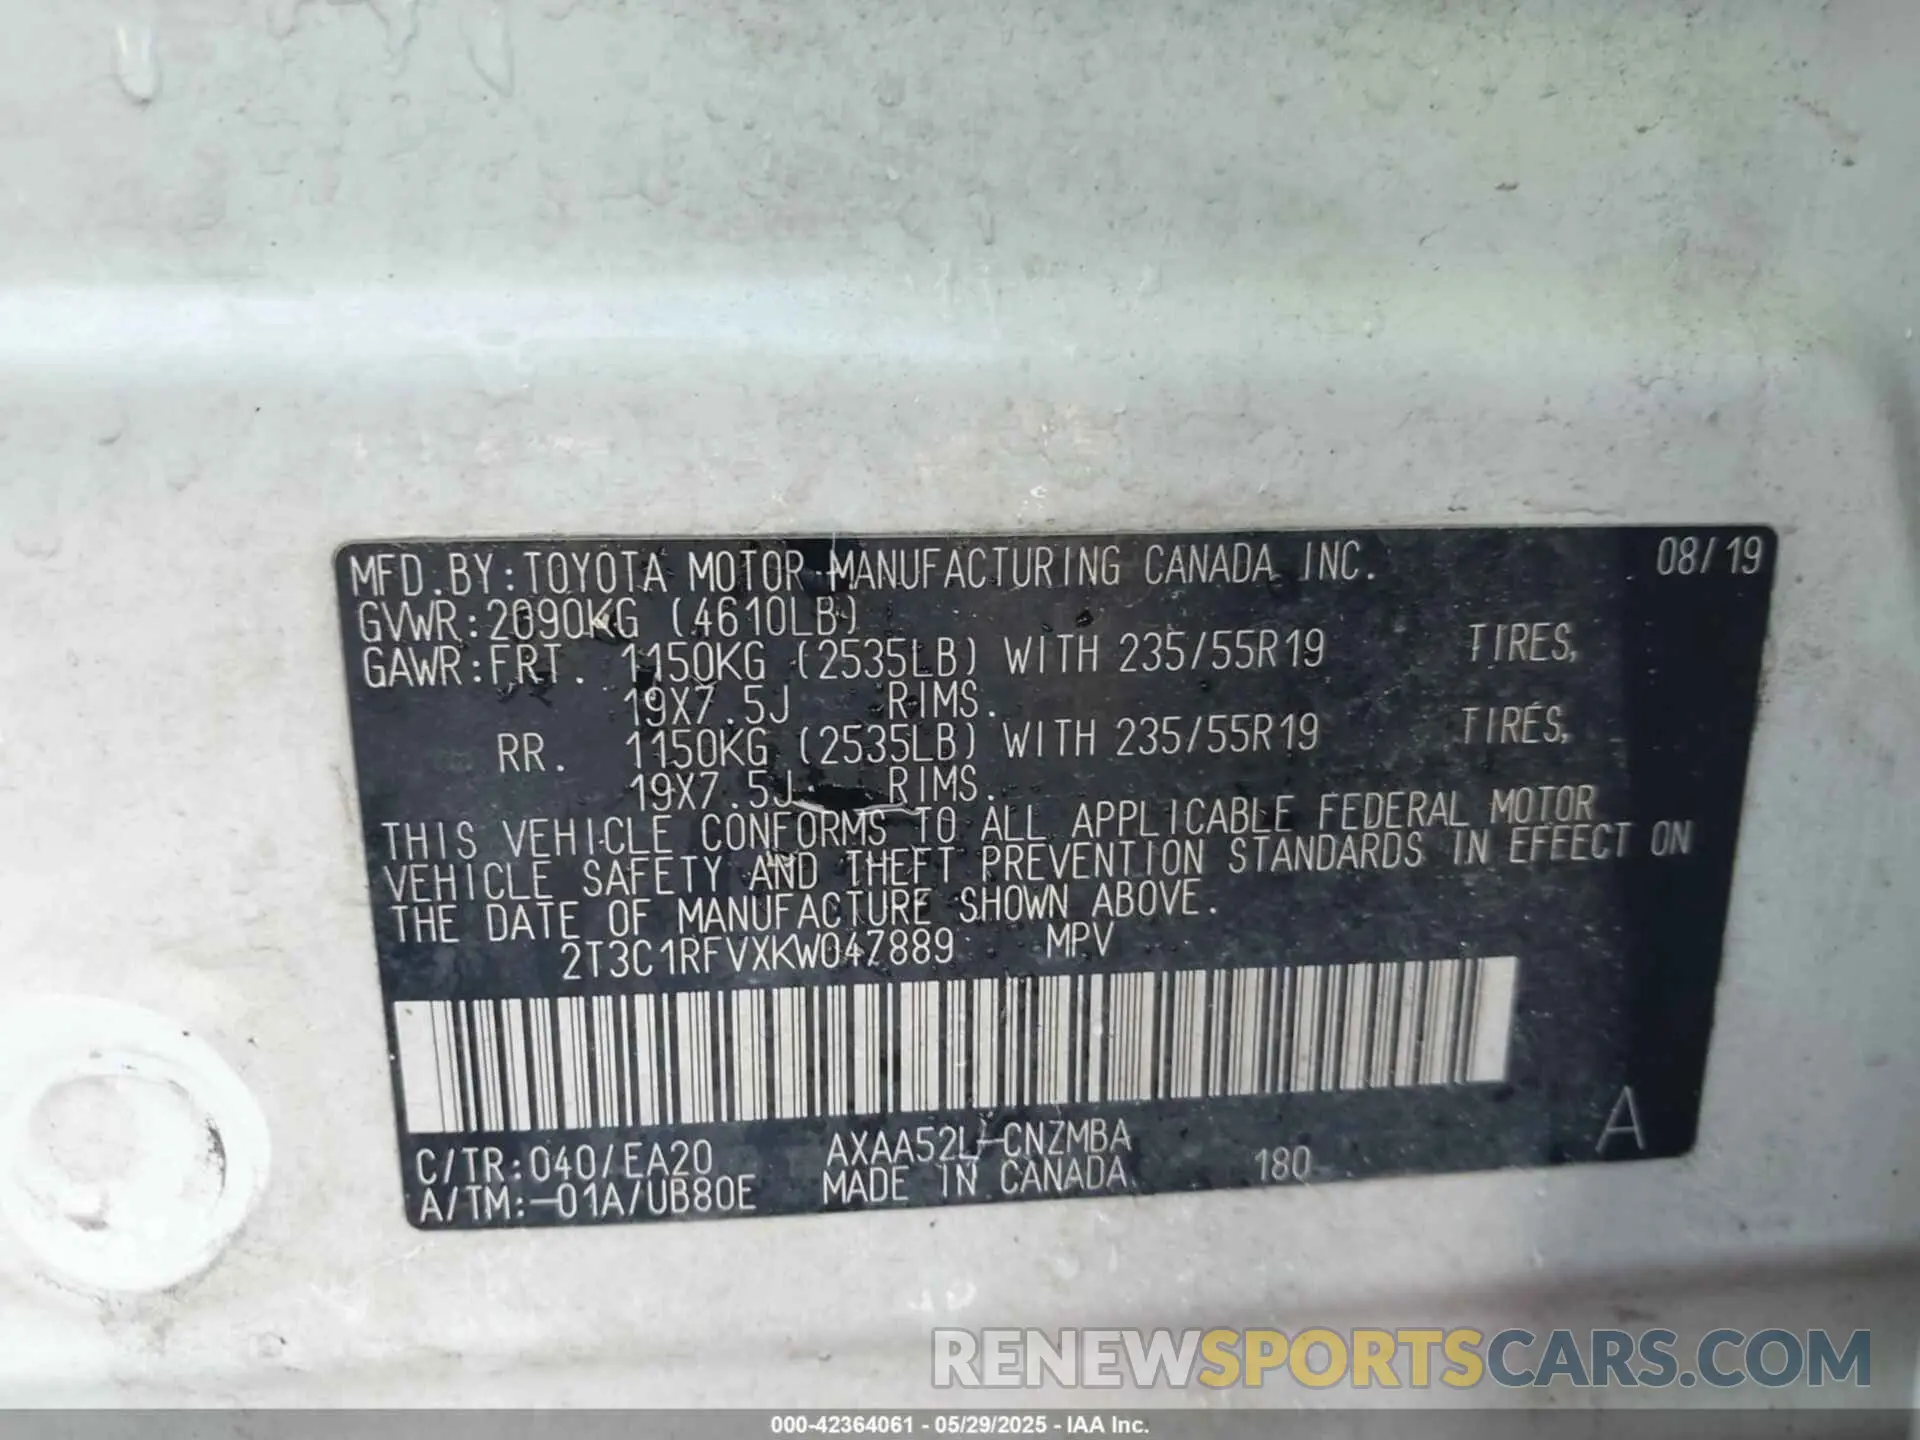 MFD.BY:TOYOTA MOTOR MANUFACTURING CANADA INC. 08/19
GVWR:2090KG (4610LB)
GAWR:FRT. 1150KG (2535LB) WITH 235/55R19 TIRES,
19X7.5J RIMS.
RR. 1150KG (2535LB) WITH 235/55R19 TIRES,
19X7.5J RIMS.
THIS VEHICLE CONFORMS TO ALL APPLICABLE FEDERAL MOTOR
VEHICLE SAFETY AND THEFT PREVENTION STANDARDS IN EFFECT ON
THE DATE OF MANUFACTURE SHOWN ABOVE.
2T3C1RFVXKW047889 MPV
C/TR:040/EA20 AXAA52L-CNZMBA
A/TM:-01A/UB80E MADE IN CANADA 180 A
RENEWSPORTSCARS.COM
000-42364061 - 05/29/2025 - IAA Inc.